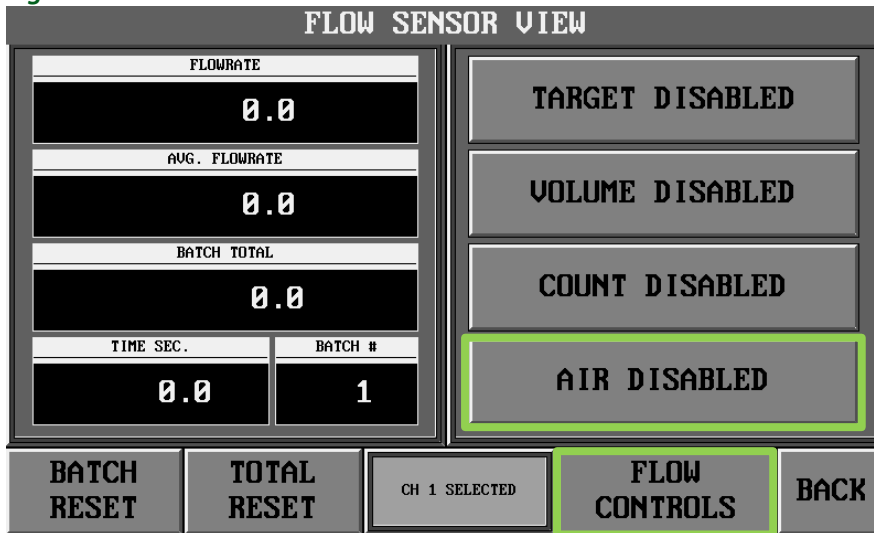 FLOW SENSOR VIEW
FLOWRATE
0.0
AVG. FLOWRATE
0.0
BATCH TOTAL
0.0
TIME SEC.
0.0
BATCH #
1
TARGET DISABLED
VOLUME DISABLED
COUNT DISABLED
AIR DISABLED
BATCH
RESET
TOTAL
RESET
CH 1 SELECTED
FLOW
CONTROLS
BACK